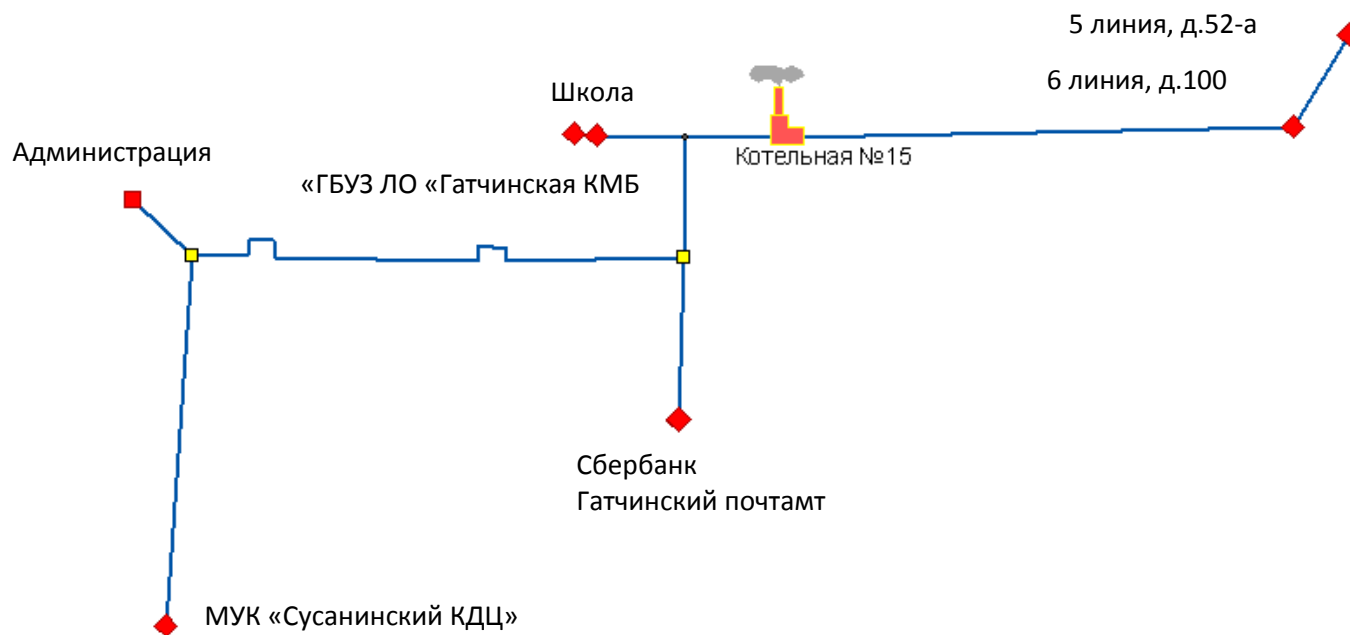 5 линия, д.52-а
6 линия, д.100
Школа
Котельная №15
Администрация
«ГБУЗ ЛО «Гатчинская КМБ
Сбербанк
Гатчинский почтамт
МУК «Сусанинский КДЦ»